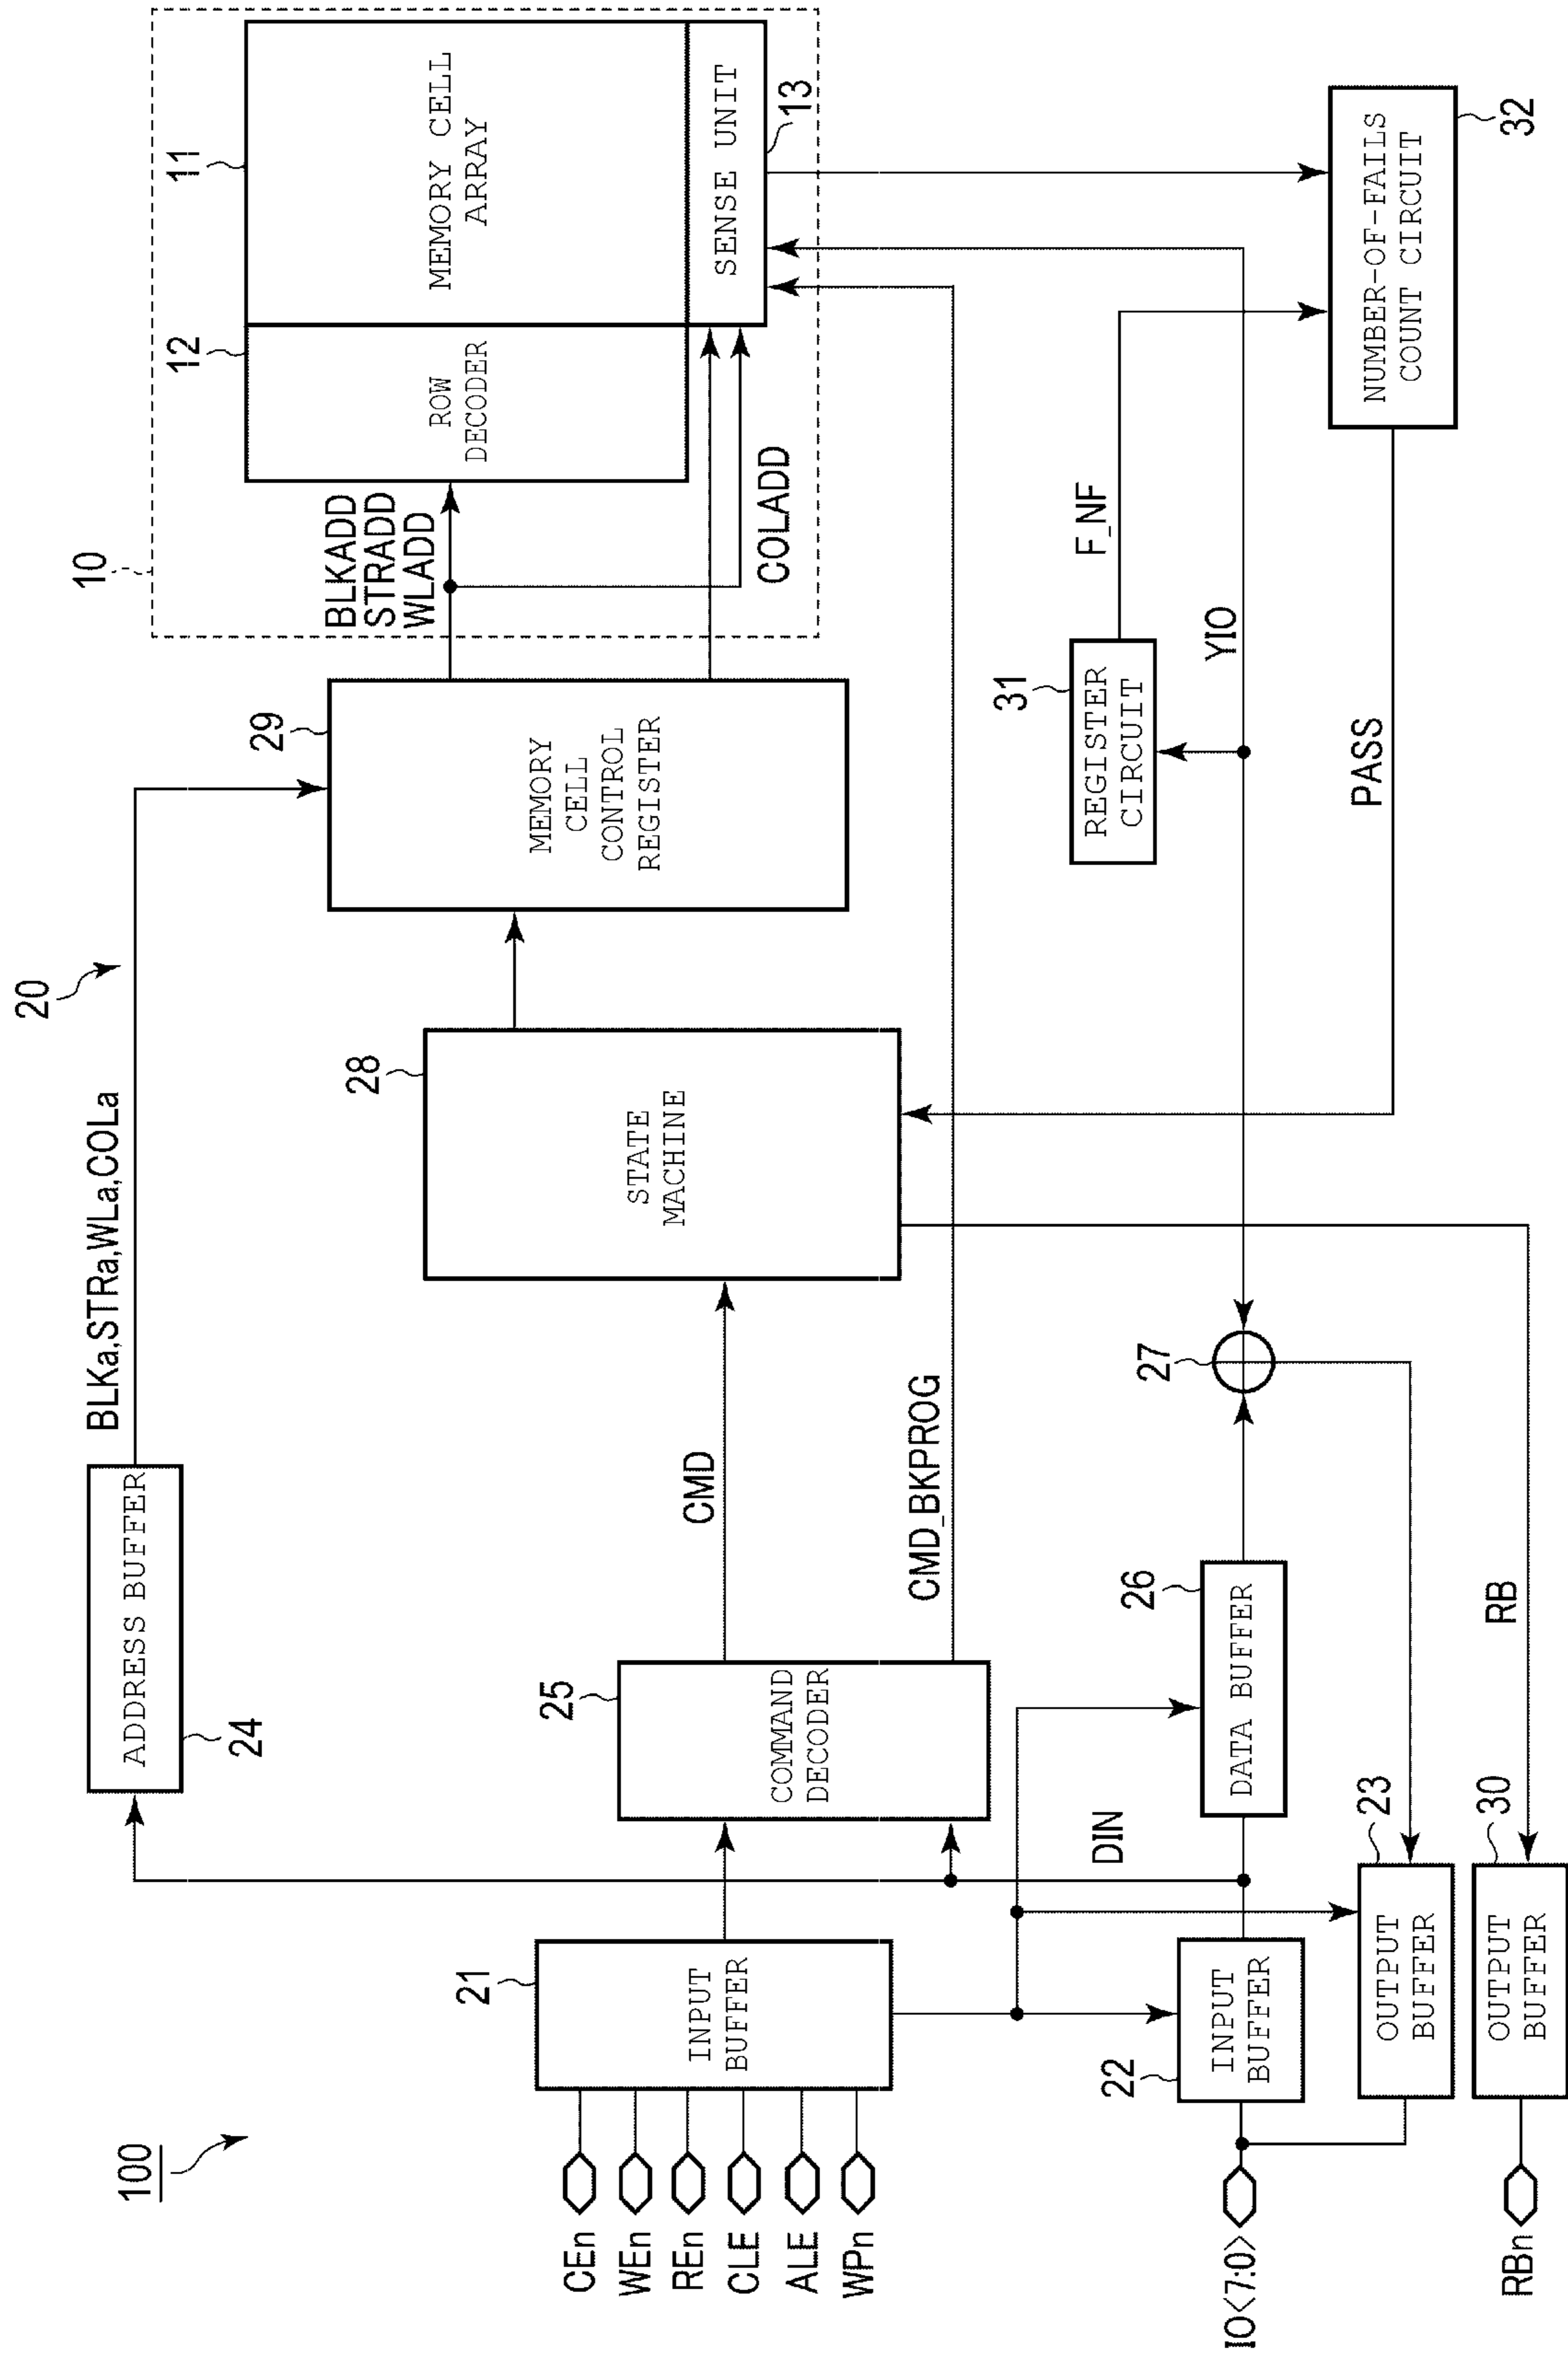 100
20
10
CEn
WEn
REn
CLE
ALE
WPn
IO<7:0>
RBn
21
INPUT
BUFFER
22
INPUT
BUFFER
OUTPUT
BUFFER
23
OUTPUT
BUFFER
30
ADDRESS BUFFER
24
BLKa,STRa,WLa,COLa
25
COMMAND
DECODER
CMD
CMD_BKPROG
DIN
DATA BUFFER
26
27
RB
28
STATE
MACHINE
29
MEMORY
CELL
CONTROL
REGISTER
BLKADD
STRADD
WLADD
COLADD
12
ROW
DECODER
11
MEMORY CELL
ARRAY
SENSE UNIT
13
31
REGISTER
CIRCUIT
F_NF
YIO
PASS
NUMBER-OF-FAILS
COUNT CIRCUIT
32